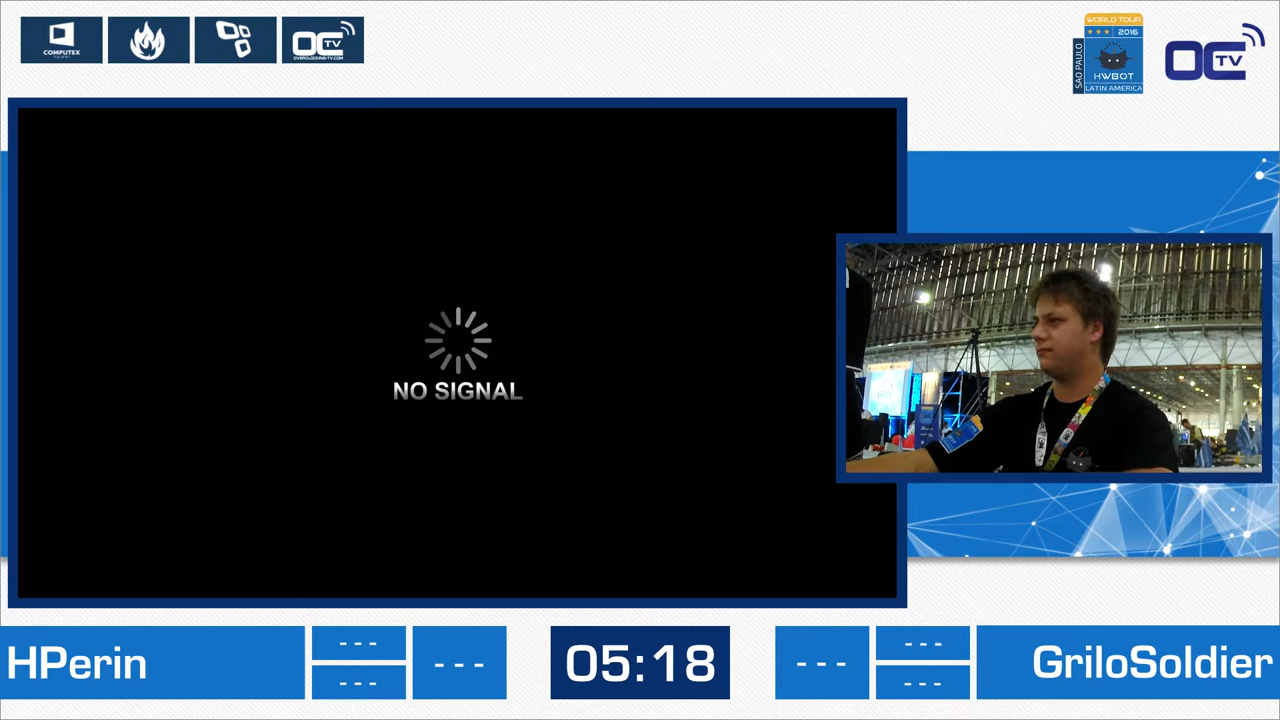 COMPUTEX
OC TV
OVERCLOCKING-TV.COM
WORLD TOUR
2016
SAO PAULO
HWBOT
LATIN AMERICA
OC TV
NO SIGNAL
HPerin
- - -
- - -
- - -
05:18
- - -
- - -
- - -
GriloSoldier